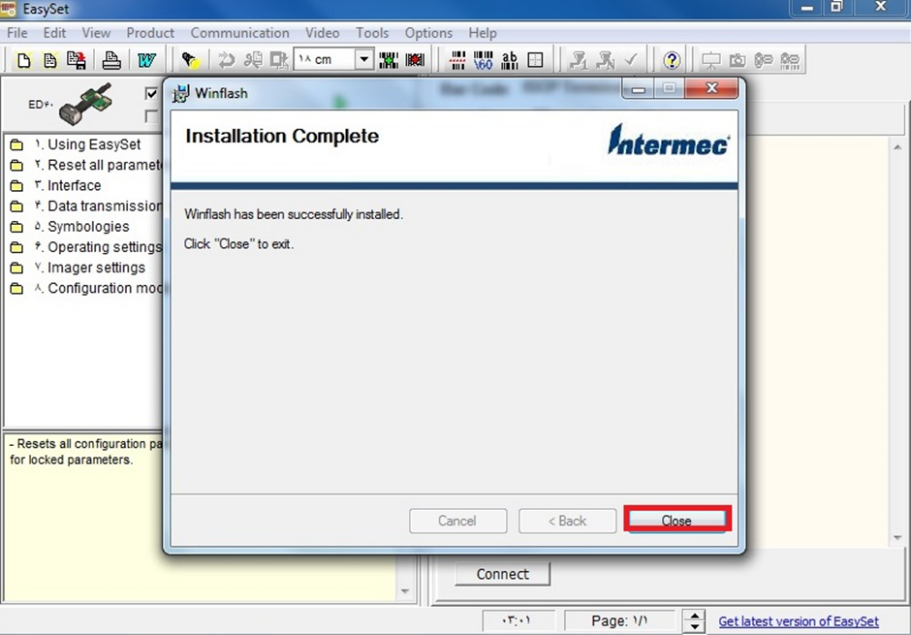 EasySet
File Edit View Product Communication Video Tools Options Help
۱۸ cm
ED۴۰
Winflash
Installation Complete
Intermec
۱. Using EasySet
۲. Reset all paramete
۳. Interface
۴. Data transmission
۵. Symbologies
۶. Operating settings
۷. Imager settings
۸. Configuration mod
Winflash has been successfully installed.
Click "Close" to exit.
- Resets all configuration pa
for locked parameters.
Cancel < Back Close
Connect
۰۳:۰۱ Page: ۱/۱ Get latest version of EasySet